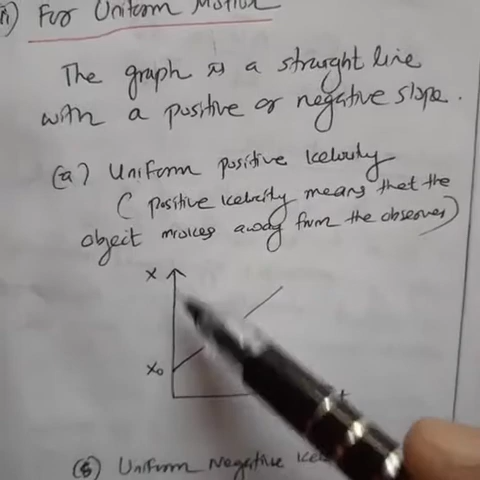 (A) For Uniform Motion
The graph is a straight line
with a positive or negative slope.
(a) Uniform positive velocity
( positive velocity means that the
object moves away from the observer)
x
x₀
t
(b) Uniform Negative